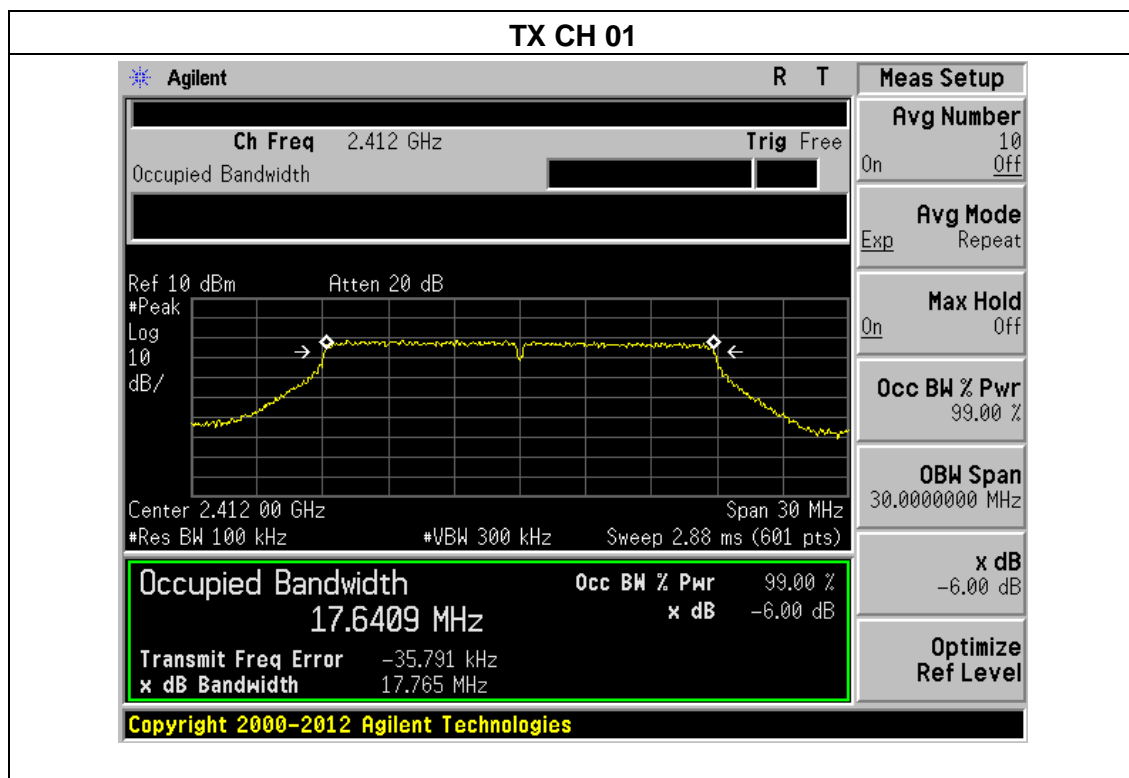 TX CH 01
Agilent R T
Ch Freq 2.412 GHz Trig Free
Occupied Bandwidth
Ref 10 dBm Atten 20 dB
#Peak
Log
10
dB/
Center 2.412 00 GHz Span 30 MHz
#Res BW 100 kHz #VBW 300 kHz Sweep 2.88 ms (601 pts)
Occupied Bandwidth Occ BW % Pwr 99.00 %
17.6409 MHz x dB -6.00 dB
Transmit Freq Error -35.791 kHz
x dB Bandwidth 17.765 MHz
Copyright 2000-2012 Agilent Technologies
Meas Setup
Avg Number
10
On Off
Avg Mode
Exp Repeat
Max Hold
On Off
Occ BW % Pwr
99.00 %
OBW Span
30.0000000 MHz
x dB
-6.00 dB
Optimize
Ref Level